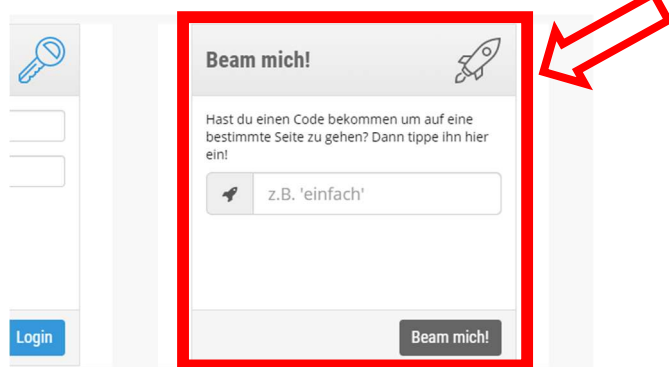 Beam mich!
Hast du einen Code bekommen um auf eine
bestimmte Seite zu gehen? Dann tippe ihn hier
ein!
z.B. 'einfach'
Login
Beam mich!